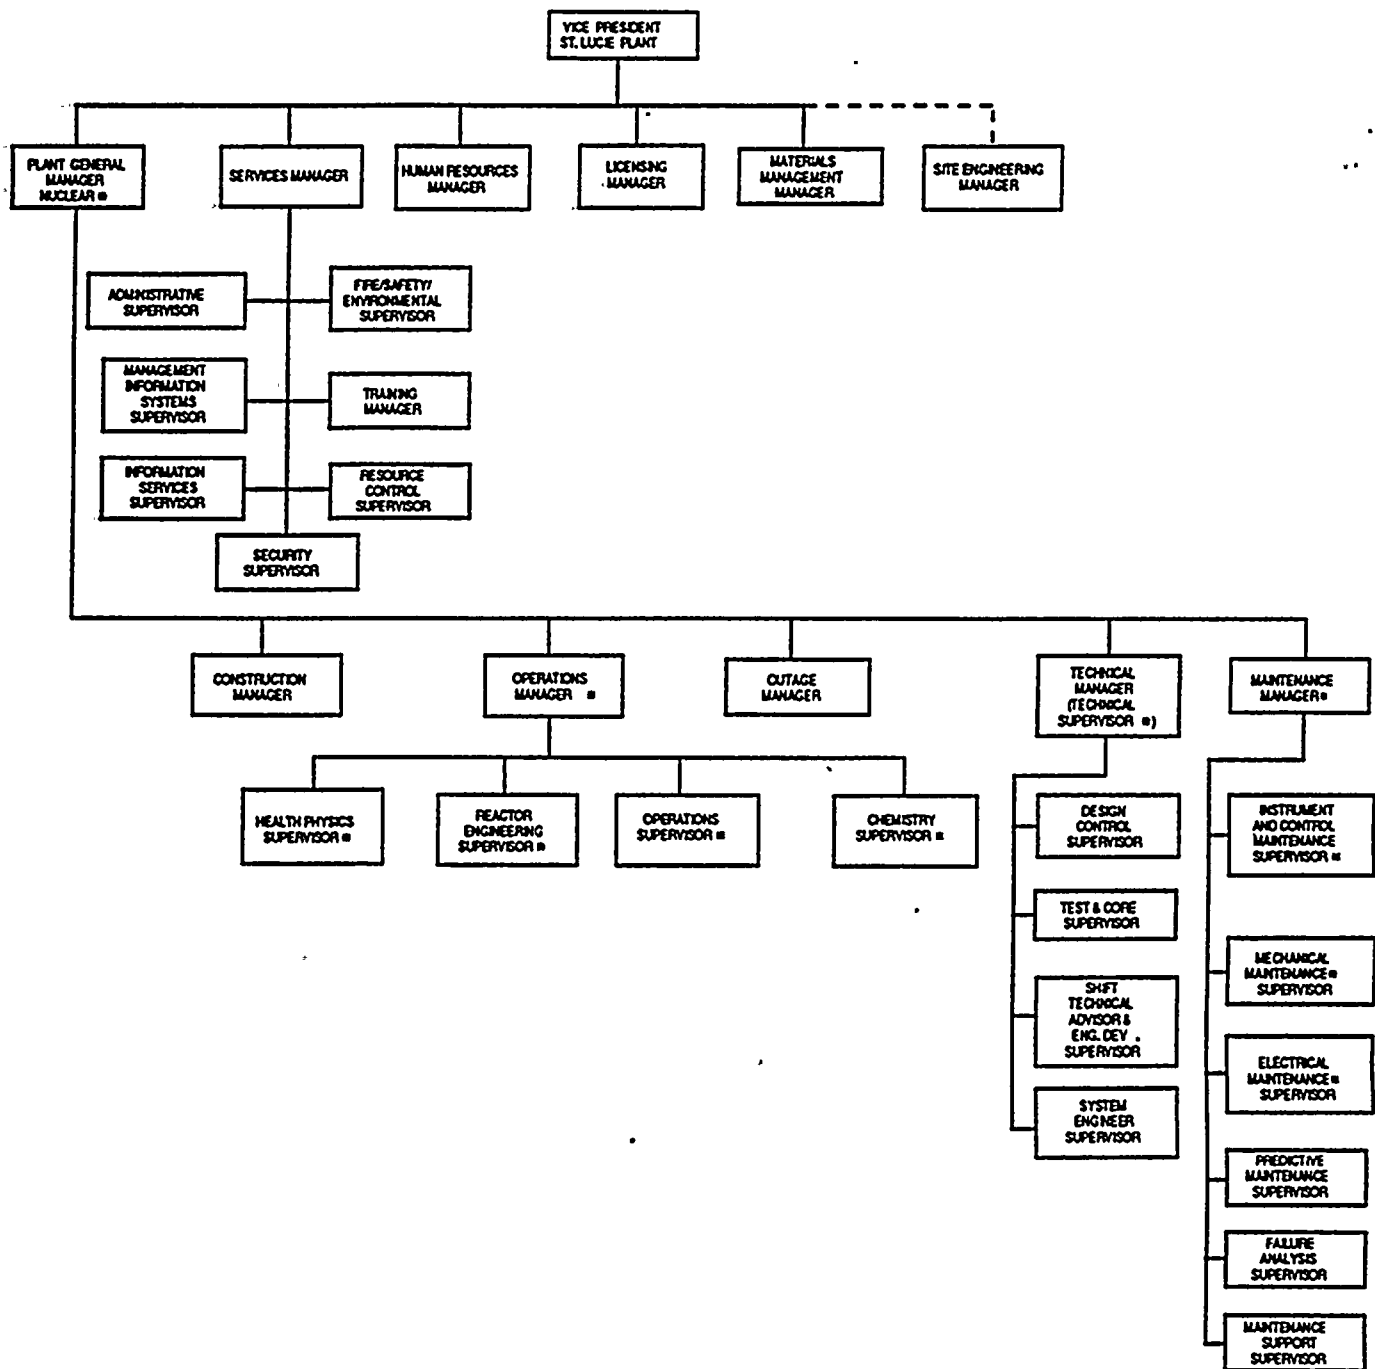 VICE PRESIDENT
ST. LUCIE PLANT
PLANT GENERAL
MANAGER
NUCLEAR *
SERVICES MANAGER
HUMAN RESOURCES
MANAGER
LICENSING
MANAGER
MATERIALS
MANAGEMENT
MANAGER
SITE ENGINEERING
MANAGER
ADMINISTRATIVE
SUPERVISOR
FIRE/SAFETY/
ENVIRONMENTAL
SUPERVISOR
MANAGEMENT
INFORMATION
SYSTEMS
SUPERVISOR
TRAINING
MANAGER
INFORMATION
SERVICES
SUPERVISOR
RESOURCE
CONTROL
SUPERVISOR
SECURITY
SUPERVISOR
CONSTRUCTION
MANAGER
OPERATIONS
MANAGER *
OUTAGE
MANAGER
TECHNICAL
MANAGER
(TECHNICAL
SUPERVISOR *)
MAINTENANCE
MANAGER *
HEALTH PHYSICS
SUPERVISOR *
REACTOR
ENGINEERING
SUPERVISOR *
OPERATIONS
SUPERVISOR *
CHEMISTRY
SUPERVISOR *
DESIGN
CONTROL
SUPERVISOR
TEST & CORE
SUPERVISOR
SHIFT
TECHNICAL
ADVISOR &
ENG. DEV.
SUPERVISOR
SYSTEM
ENGINEER
SUPERVISOR
INSTRUMENT
AND CONTROL
MAINTENANCE
SUPERVISOR *
MECHANICAL
MAINTENANCE *
SUPERVISOR
ELECTRICAL
MAINTENANCE *
SUPERVISOR
PREDICTIVE
MAINTENANCE
SUPERVISOR
FAILURE
ANALYSIS
SUPERVISOR
MAINTENANCE
SUPPORT
SUPERVISOR